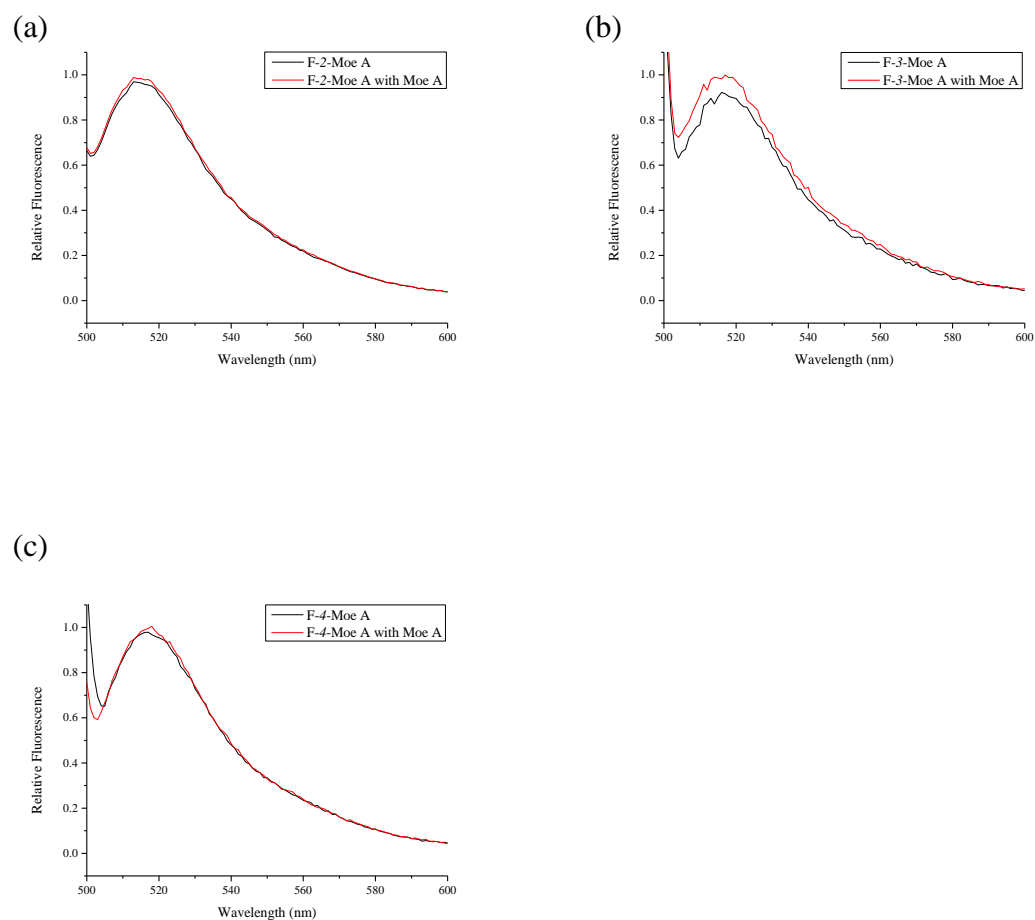 (a)
F-2-Moe A
F-2-Moe A with Moe A
1.0
0.8
0.6
0.4
0.2
0.0
Relative Fluorescence
500 520 540 560 580 600
Wavelength (nm)
(b)
F-3-Moe A
F-3-Moe A with Moe A
1.0
0.8
0.6
0.4
0.2
0.0
Relative Fluorescence
500 520 540 560 580 600
Wavelength (nm)
(c)
F-4-Moe A
F-4-Moe A with Moe A
1.0
0.8
0.6
0.4
0.2
0.0
Relative Fluorescence
500 520 540 560 580 600
Wavelength (nm)